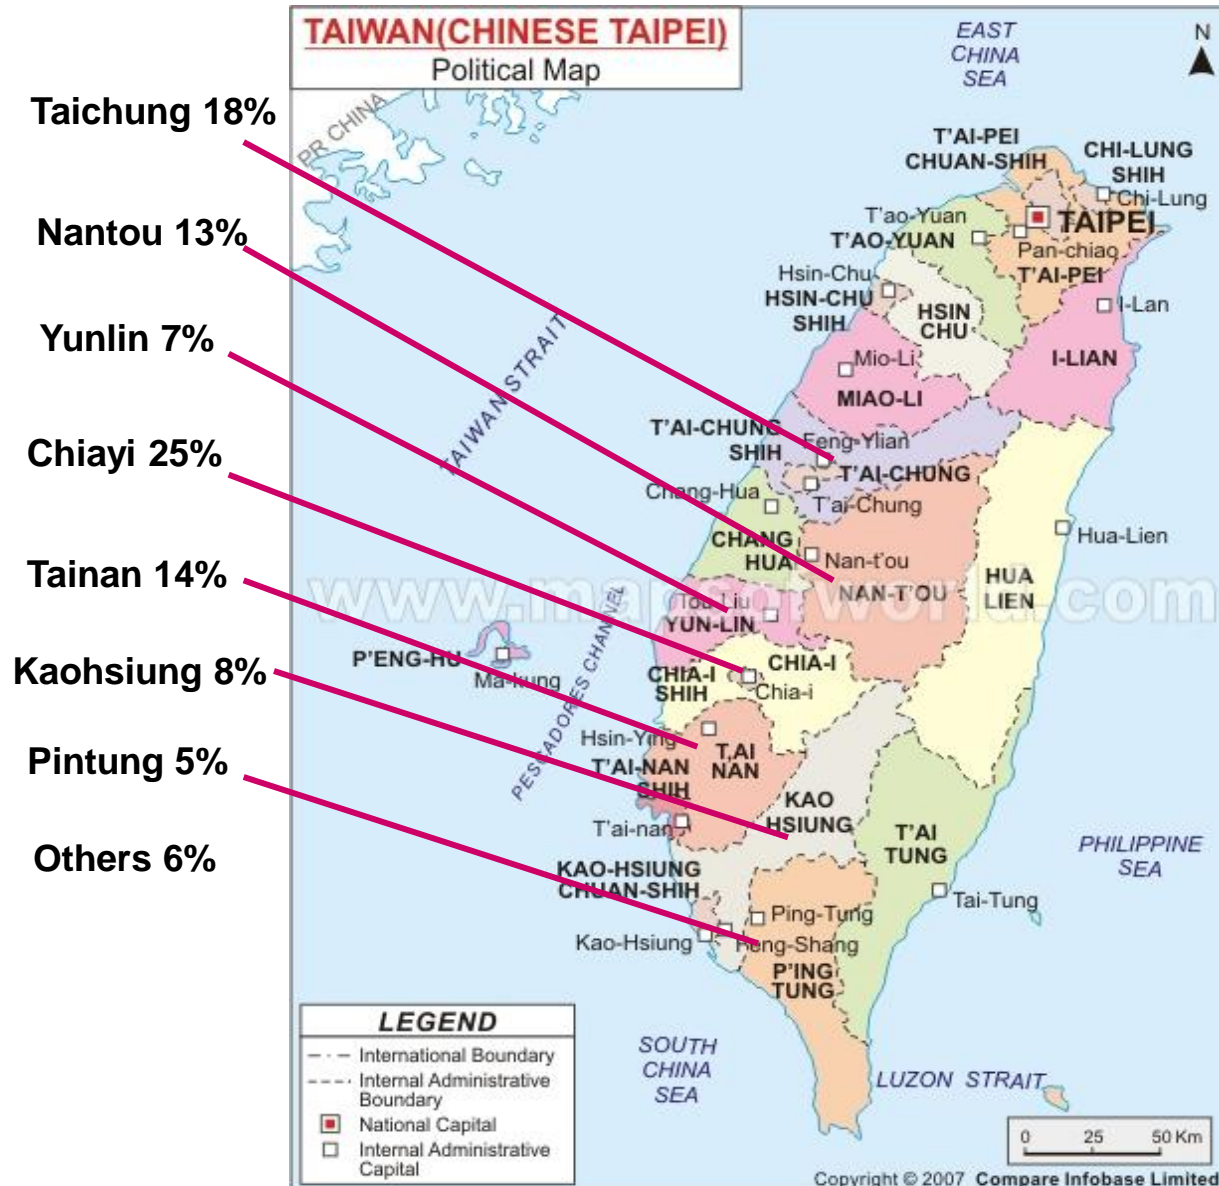 TAIWAN(CHINESE TAIPEI)
Political Map
Taichung 18%
Nantou 13%
Yunlin 7%
Chiayi 25%
Tainan 14%
Kaohsiung 8%
Pintung 5%
Others 6%
PR CHINA
EAST
CHINA
SEA
N
TAIWAN STRAIT
PESCADORES CHANNEL
T'AI-PEI
CHUAN-SHIH
CHI-LUNG
SHIH
Chi-Lung
T'ao-Yuan
T'AO-YUAN
TAIPEI
Pan-chiao
T'AI-PEI
Hsin-Chu
HSIN-CHU
SHIH
HSIN
CHU
I-Lan
I-LIAN
Mio-Li
MIAO-LI
T'AI-CHUNG
SHIH
Feng-Ylian
T'AI-CHUNG
T'ai-Chung
Chang-Hua
CHANG
HUA
Nan-t'ou
NAN-T'OU
Hua-Lien
HUA
LIEN
www.mapsofworld.com
Tou-Liu
YUN-LIN
P'ENG-HU
Ma-kung
CHIA-I
SHIH
CHIA-I
Chia-i
Hsin-Ying
T,AI
NAN
T'AI-NAN
SHIH
T'ai-nan
KAO
HSIUNG
T'AI
TUNG
Tai-Tung
KAO-HSIUNG
CHUAN-SHIH
Kao-Hsiung
Ping-Tung
Feng-Shang
P'ING
TUNG
PHILIPPINE
SEA
SOUTH
CHINA
SEA
LUZON STRAIT
LEGEND
International Boundary
Internal Administrative
Boundary
National Capital
Internal Administrative
Capital
0 25 50 Km
Copyright © 2007 Compare Infobase Limited